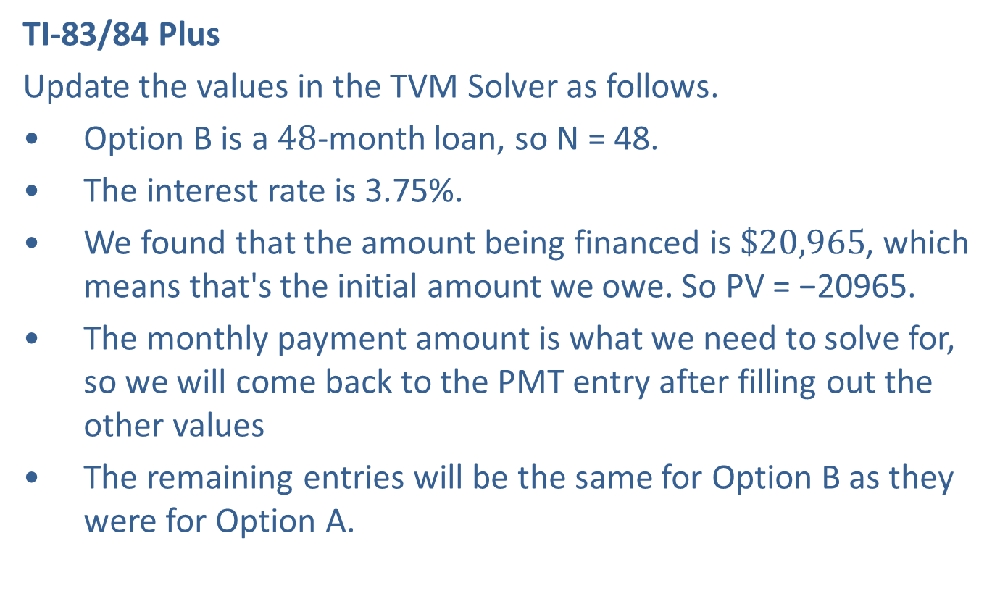 TI-83/84 Plus
Update the values in the TVM Solver as follows.
• Option B is a 48-month loan, so N = 48.
• The interest rate is 3.75%.
• We found that the amount being financed is $20,965, which
means that's the initial amount we owe. So PV = −20965.
• The monthly payment amount is what we need to solve for,
so we will come back to the PMT entry after filling out the
other values
• The remaining entries will be the same for Option B as they
were for Option A.